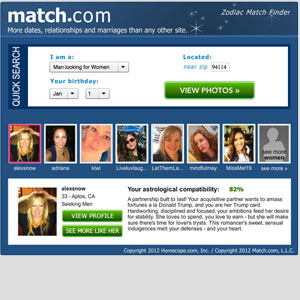 match.com
Zodiac Match Finder
More dates, relationships and marriages than any other site.
QUICK SEARCH
I am a:
Man looking for Women
Located:
near zip 94114
Your birthday:
Jan 1
VIEW PHOTOS »
see more women
alexsnow adriana kiwi Liveluvlaug... LetThemLa... mindfulmay MissMel19 see all
alexsnow
33 - Aptos, CA
Seeking Men
VIEW PROFILE
SEE MORE LIKE HER
Your astrological compatibility: 82%
A partnership built to last! Your acquisitive partner wants to amass
fortunes a la Donald Trump, and you are her Trump card.
Hardworking, disciplined and focused, your ambitions feed her desire
for stability. She loves to spend, you love to earn - but she will make
sure there's time for lover's trysts. This romancer's sweet, sensual
indulgences melt your defenses - and your heart!
Copyright 2012 Horoscope.com, Inc. / Copyright 2012 Match.com, L.L.C.